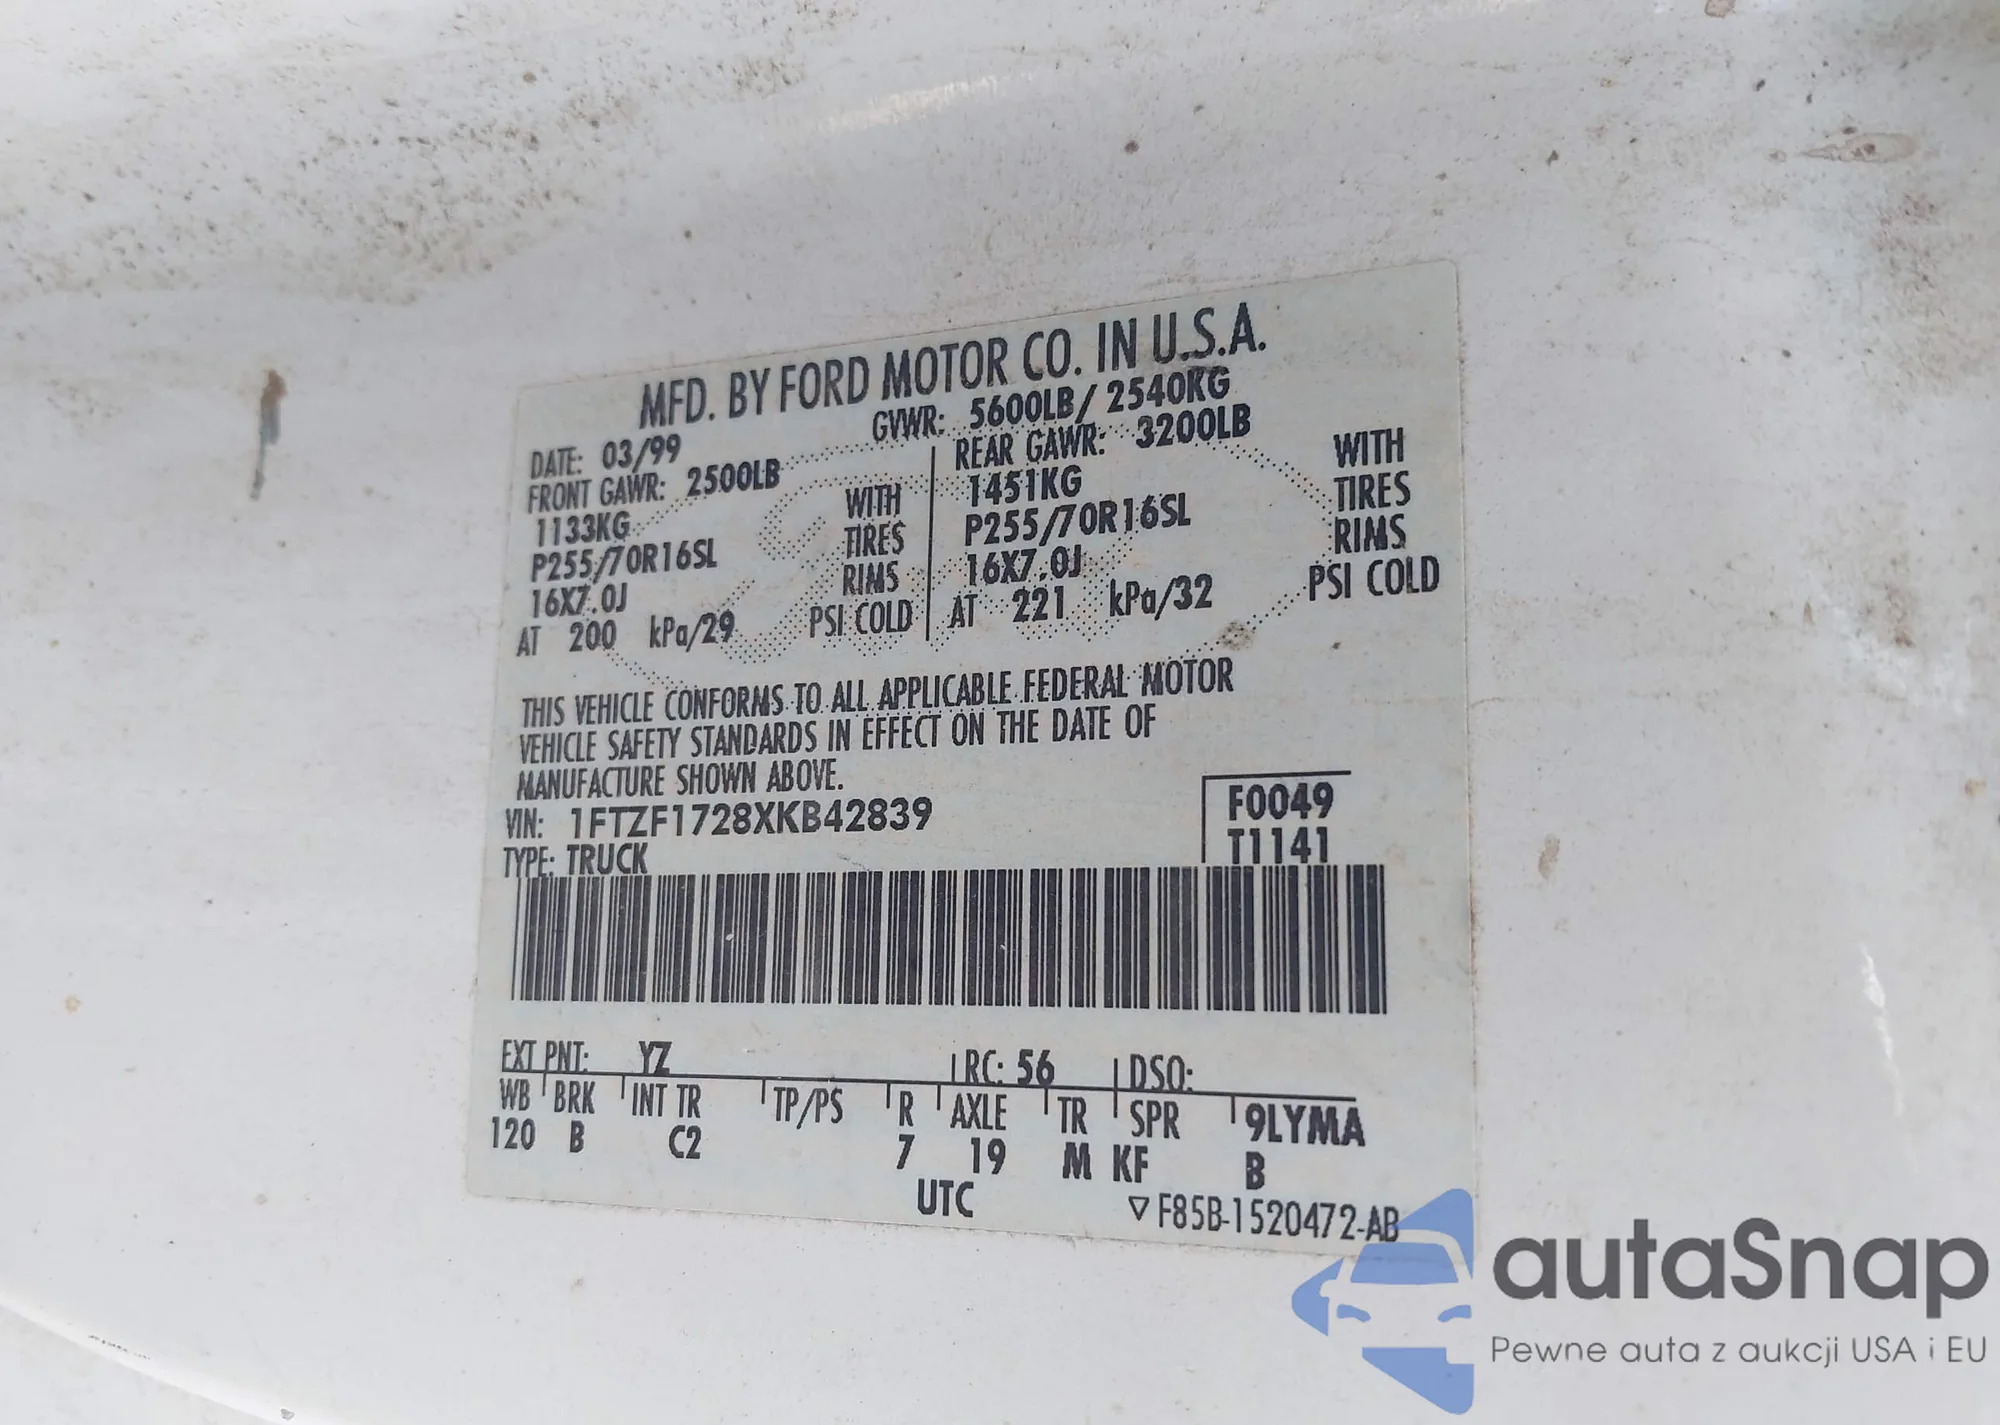 MFD. BY FORD MOTOR CO. IN U.S.A.
DATE: 03/99 GVWR: 5600LB/ 2540KG
FRONT GAWR: 2500LB REAR GAWR: 3200LB
1133KG WITH 1451KG WITH
P255/70R16SL TIRES P255/70R16SL TIRES
16X7.0J RIMS 16X7.0J RIMS
AT 200 kPa/29 PSI COLD AT 221 kPa/32 PSI COLD
THIS VEHICLE CONFORMS TO ALL APPLICABLE FEDERAL MOTOR
VEHICLE SAFETY STANDARDS IN EFFECT ON THE DATE OF
MANUFACTURE SHOWN ABOVE.
VIN: 1FTZF1728XKB42839 F0049
TYPE: TRUCK T1141
EXT PNT: YZ RC: 56 DSO:
WB BRK INT TR TP/PS R AXLE TR SPR 9LYMA
120 B C2 7 19 M KF B
UTC ▽F85B-1520472-AB
autaSnap
Pewne auta z aukcji USA i EU